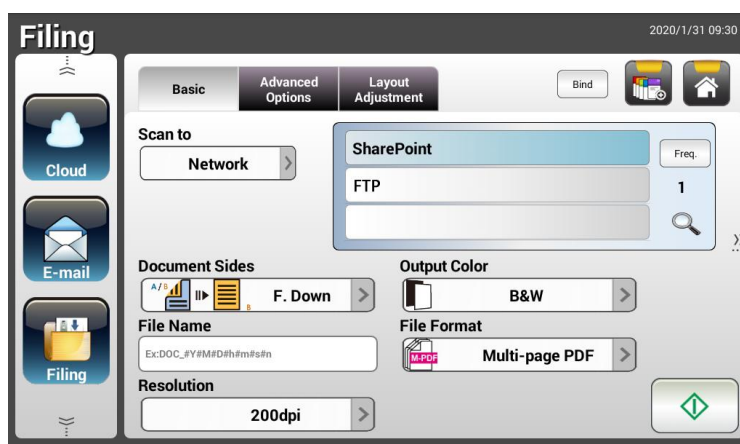 Filing
2020/1/31 09:30
Cloud
E-mail
Filing
Basic
Advanced
Options
Layout
Adjustment
Bind
Scan to
Network
SharePoint
FTP
Freq.
1
Document Sides
A/B
B
F. Down
Output Color
B&W
File Name
Ex:DOC_#Y#M#D#h#m#s#n
File Format
M-PDF
Multi-page PDF
Resolution
200dpi